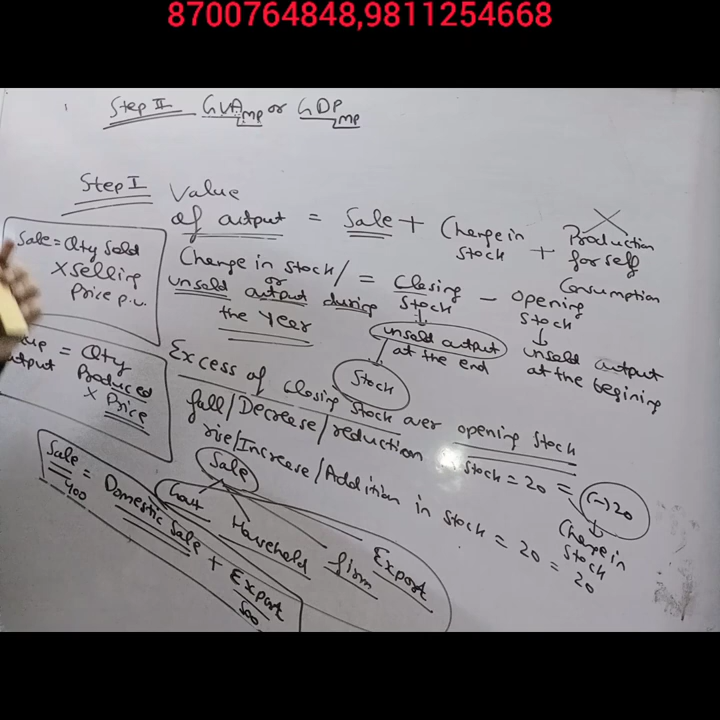 8700764848,9811254668
Step II GVAmp or GDPmp
Step I Value
of output = Sale + Change in Stock + Production for self Consumption
Sale = Qty Sold
X Selling
Price p.u.
Change in stock / = Closing Stock - Opening Stock
or
unsold output during
the year
unsold output
at the end
unsold output
at the begining
Stock
= Qty
Produced
X Price
Excess of closing stock over opening stock
fall/Decrease/reduction stock = 20 = (-) 20
rise/Increase/Addition in stock = 20 = 20
Change in
Stock
Sale
Govt Household firm Export
Sale = Domestic Sale + Export
400
500